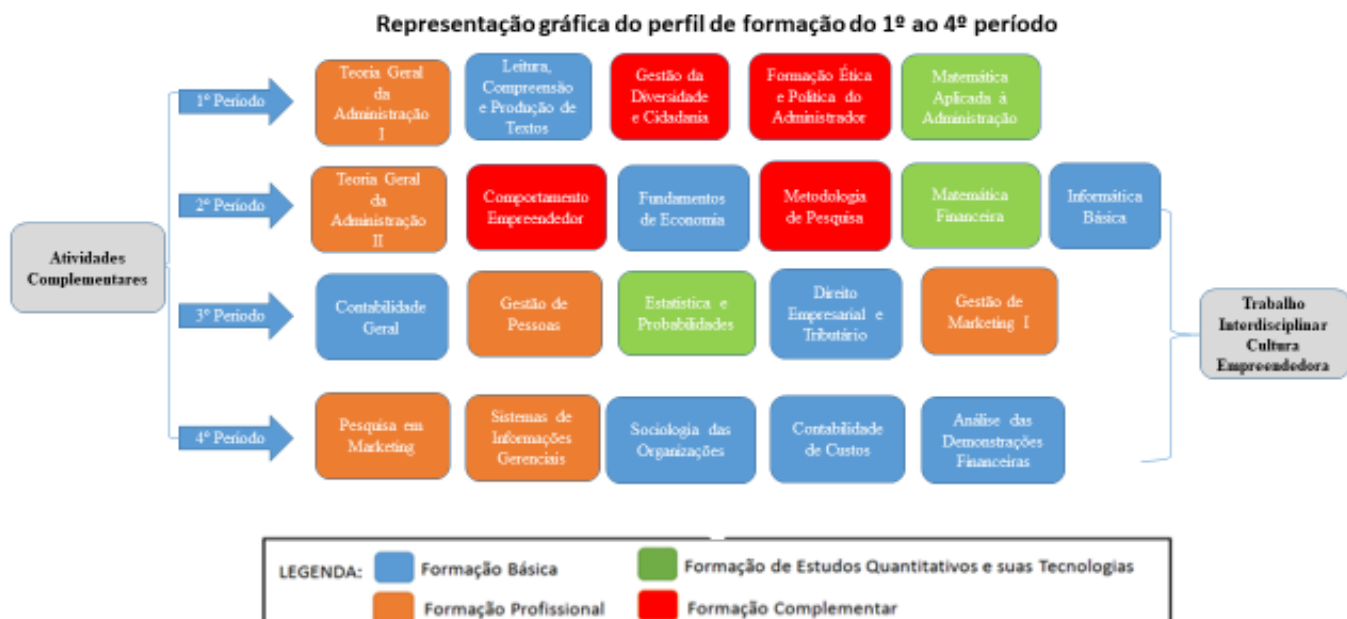 Representação gráfica do perfil de formação do 1º ao 4º período
1º Período
Teoria Geral
da
Administração
I
Leitura,
Compreensão
e Produção de
Textos
Gestão da
Diversidade
e Cidadania
Formação Ética
e Política do
Administrador
Matemática
Aplicada à
Administração
2º Período
Teoria Geral
da
Administração
II
Comportamento
Empreendedor
Fundamentos
de Economia
Metodologia
de Pesquisa
Matemática
Financeira
Informática
Básica
Atividades
Complementares
3º Período
Contabilidade
Geral
Gestão de
Pessoas
Estatística e
Probabilidades
Direito
Empresarial e
Tributário
Gestão de
Marketing I
Trabalho
Interdisciplinar
Cultura
Empreendedora
4º Período
Pesquisa em
Marketing
Sistemas de
Informações
Gerenciais
Sociologia das
Organizações
Contabilidade
de Custos
Análise das
Demonstrações
Financeiras
LEGENDA:
Formação Básica
Formação de Estudos Quantitativos e suas Tecnologias
Formação Profissional
Formação Complementar